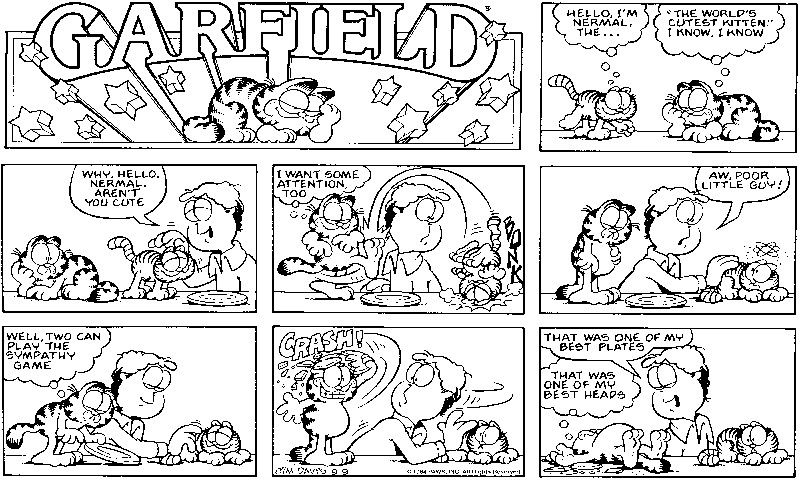 GARFIELD
HELLO, I'M
NERMAL,
THE...
"THE WORLD'S
CUTEST KITTEN."
I KNOW, I KNOW
WHY, HELLO,
NERMAL.
AREN'T
YOU CUTE
I WANT SOME
ATTENTION,
TOO
BONK
AW, POOR
LITTLE GUY!
WELL, TWO CAN
PLAY THE
SYMPATHY
GAME
CRASH!
JIM DAVIS 9-9
THAT WAS ONE OF MY
BEST PLATES
THAT WAS
ONE OF MY
BEST HEADS